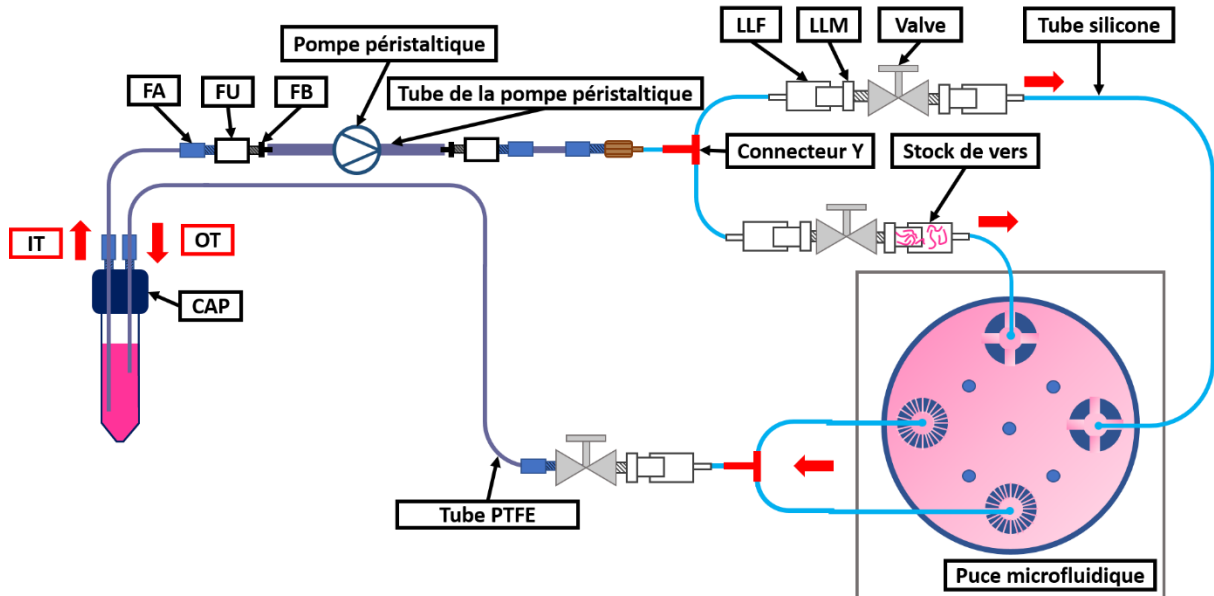 Pompe péristaltique
LLF
LLM
Valve
Tube silicone
FA
FU
FB
Tube de la pompe péristaltique
Connecteur Y
Stock de vers
IT
OT
CAP
Tube PTFE
Puce microfluidique